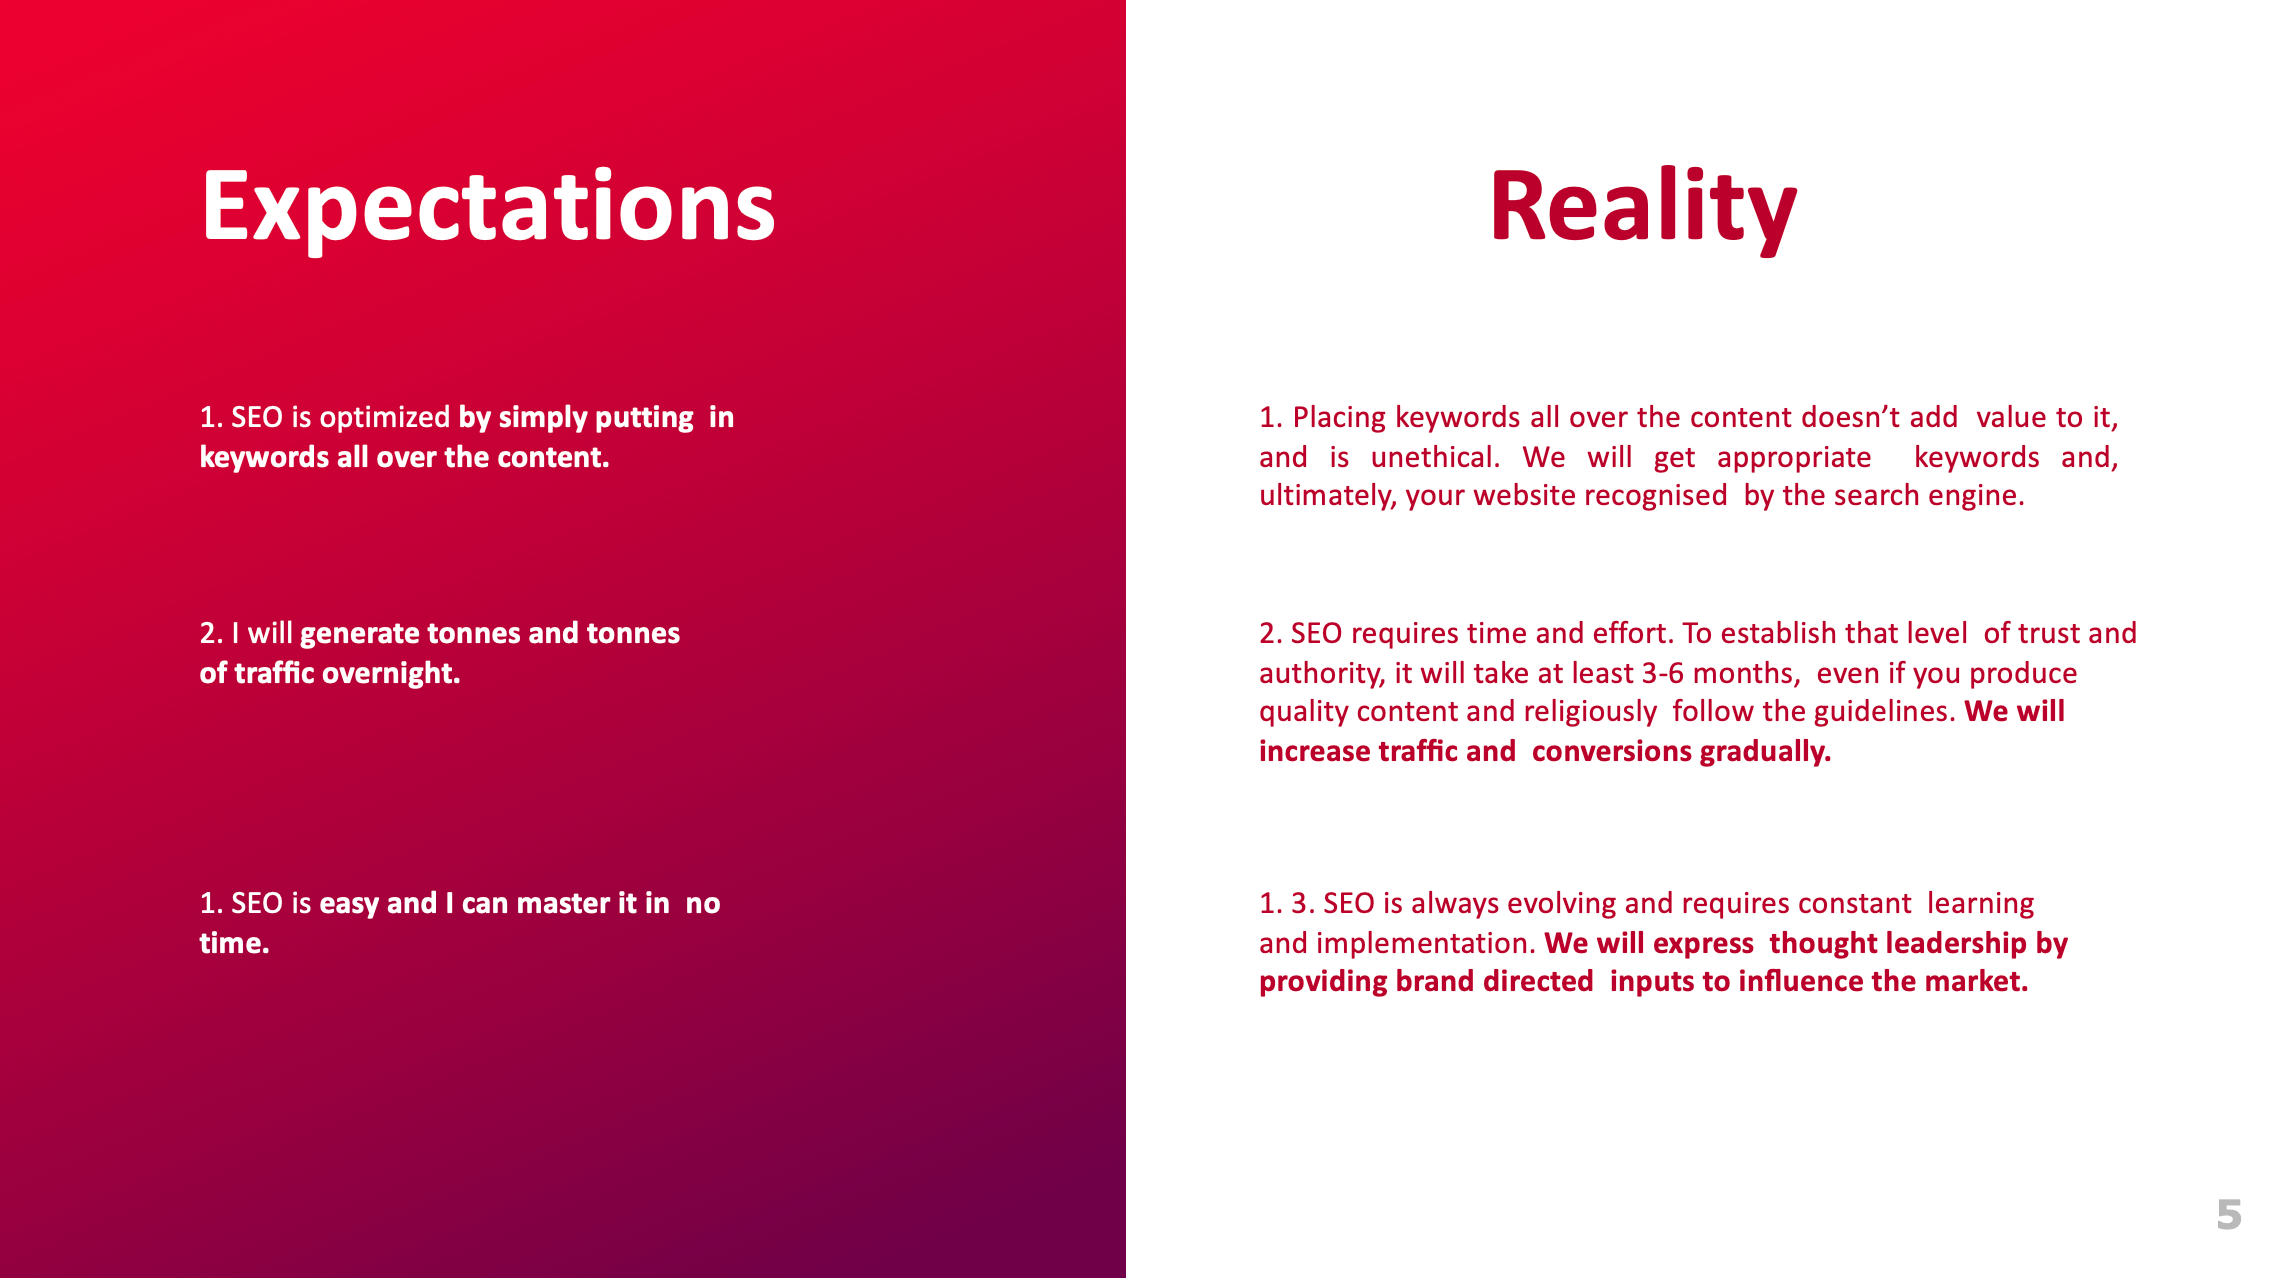 Expectations
1. SEO is optimized by simply putting in
keywords all over the content.
2. I will generate tonnes and tonnes
of traffic overnight.
1. SEO is easy and I can master it in no
time.
Reality
1. Placing keywords all over the content doesn’t add value to it,
and is unethical. We will get appropriate keywords and,
ultimately, your website recognised by the search engine.
2. SEO requires time and effort. To establish that level of trust and
authority, it will take at least 3-6 months, even if you produce
quality content and religiously follow the guidelines. We will
increase traffic and conversions gradually.
1. 3. SEO is always evolving and requires constant learning
and implementation. We will express thought leadership by
providing brand directed inputs to influence the market.
5